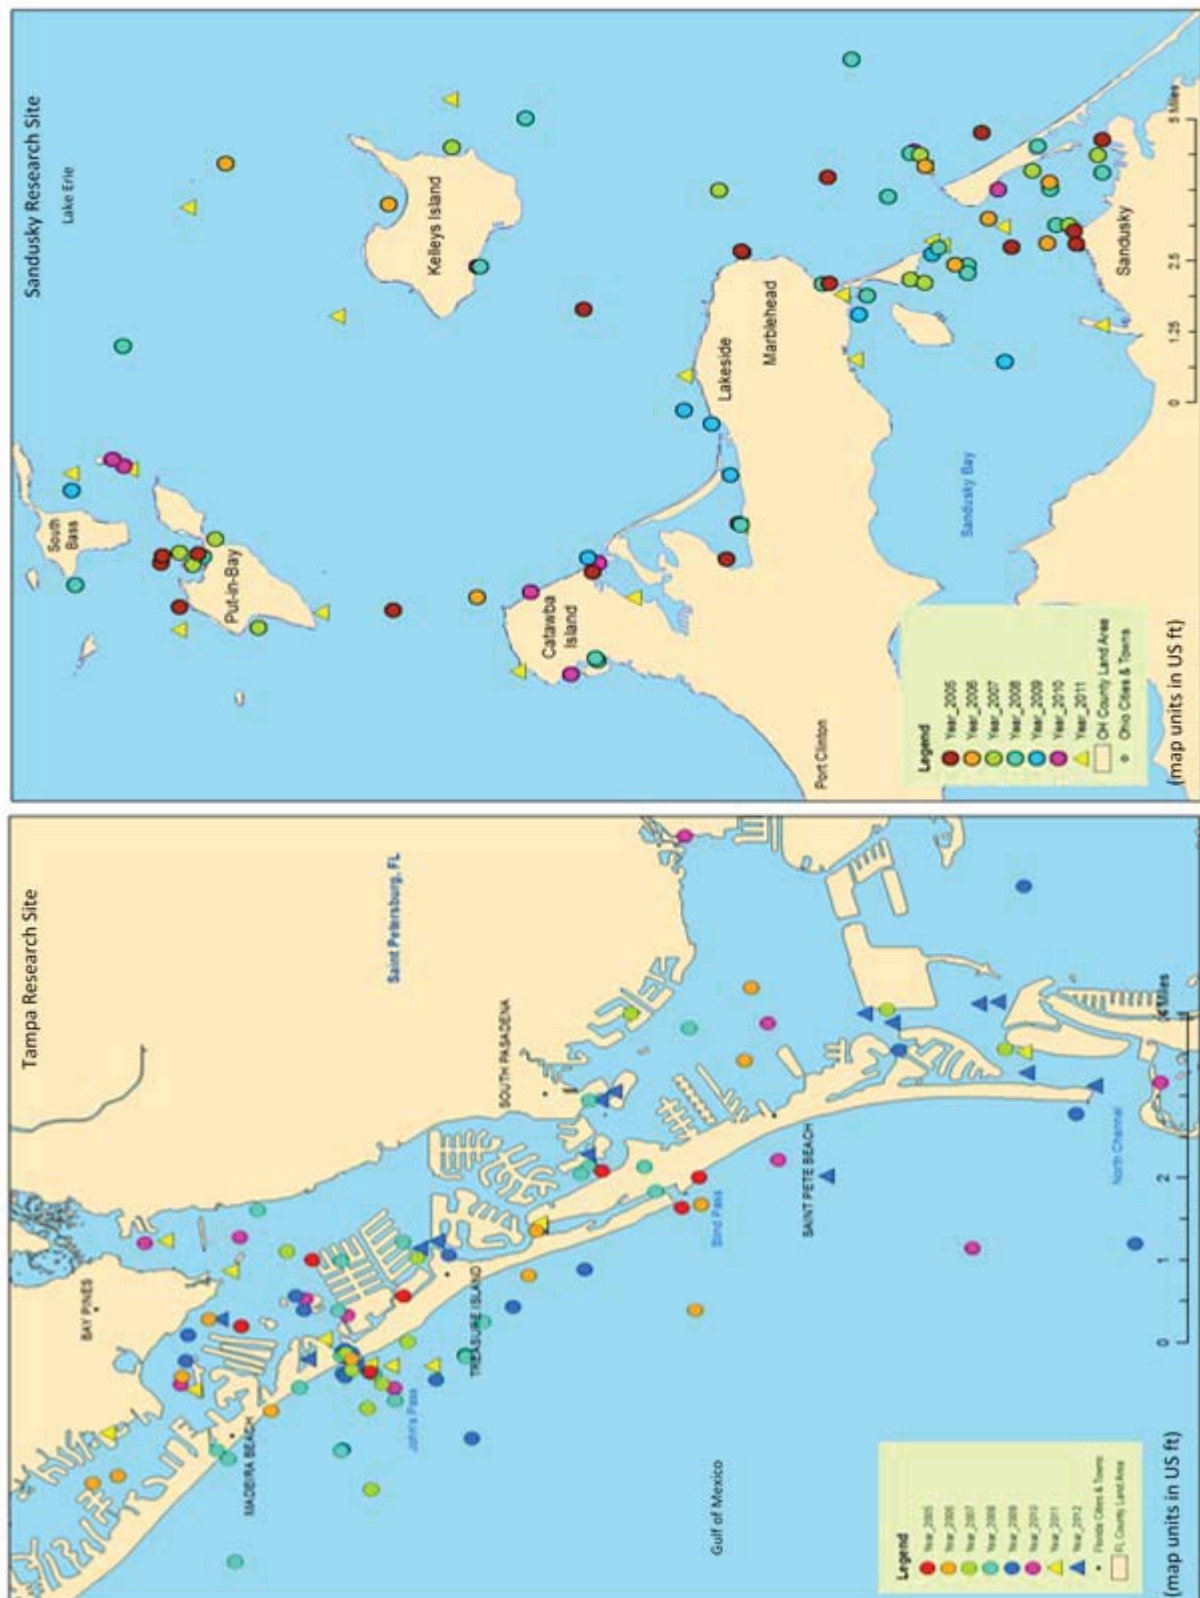 Tampa Research Site
Saint Petersburg, FL
BAY PINES
SOUTH PASADENA
MADEIRA BEACH
TREASURE ISLAND
John's Pass
Blind Pass
SAINT PETE BEACH
North Channel
Gulf of Mexico
0 1 2 3 4 Miles
Legend
Year_2005
Year_2006
Year_2007
Year_2008
Year_2009
Year_2010
Year_2011
Year_2012
Florida Cities & Towns
FL County Land Area
(map units in US ft)
Sandusky Research Site
Lake Erie
South
Bass
Put-in-Bay
Kelleys Island
Catawba
Island
Lakeside
Marblehead
Port Clinton
Sandusky Bay
Sandusky
0 1.25 2.5 5 Miles
Legend
Year_2005
Year_2006
Year_2007
Year_2008
Year_2009
Year_2010
Year_2011
OH County Land Area
Ohio Cities & Towns
(map units in US ft)